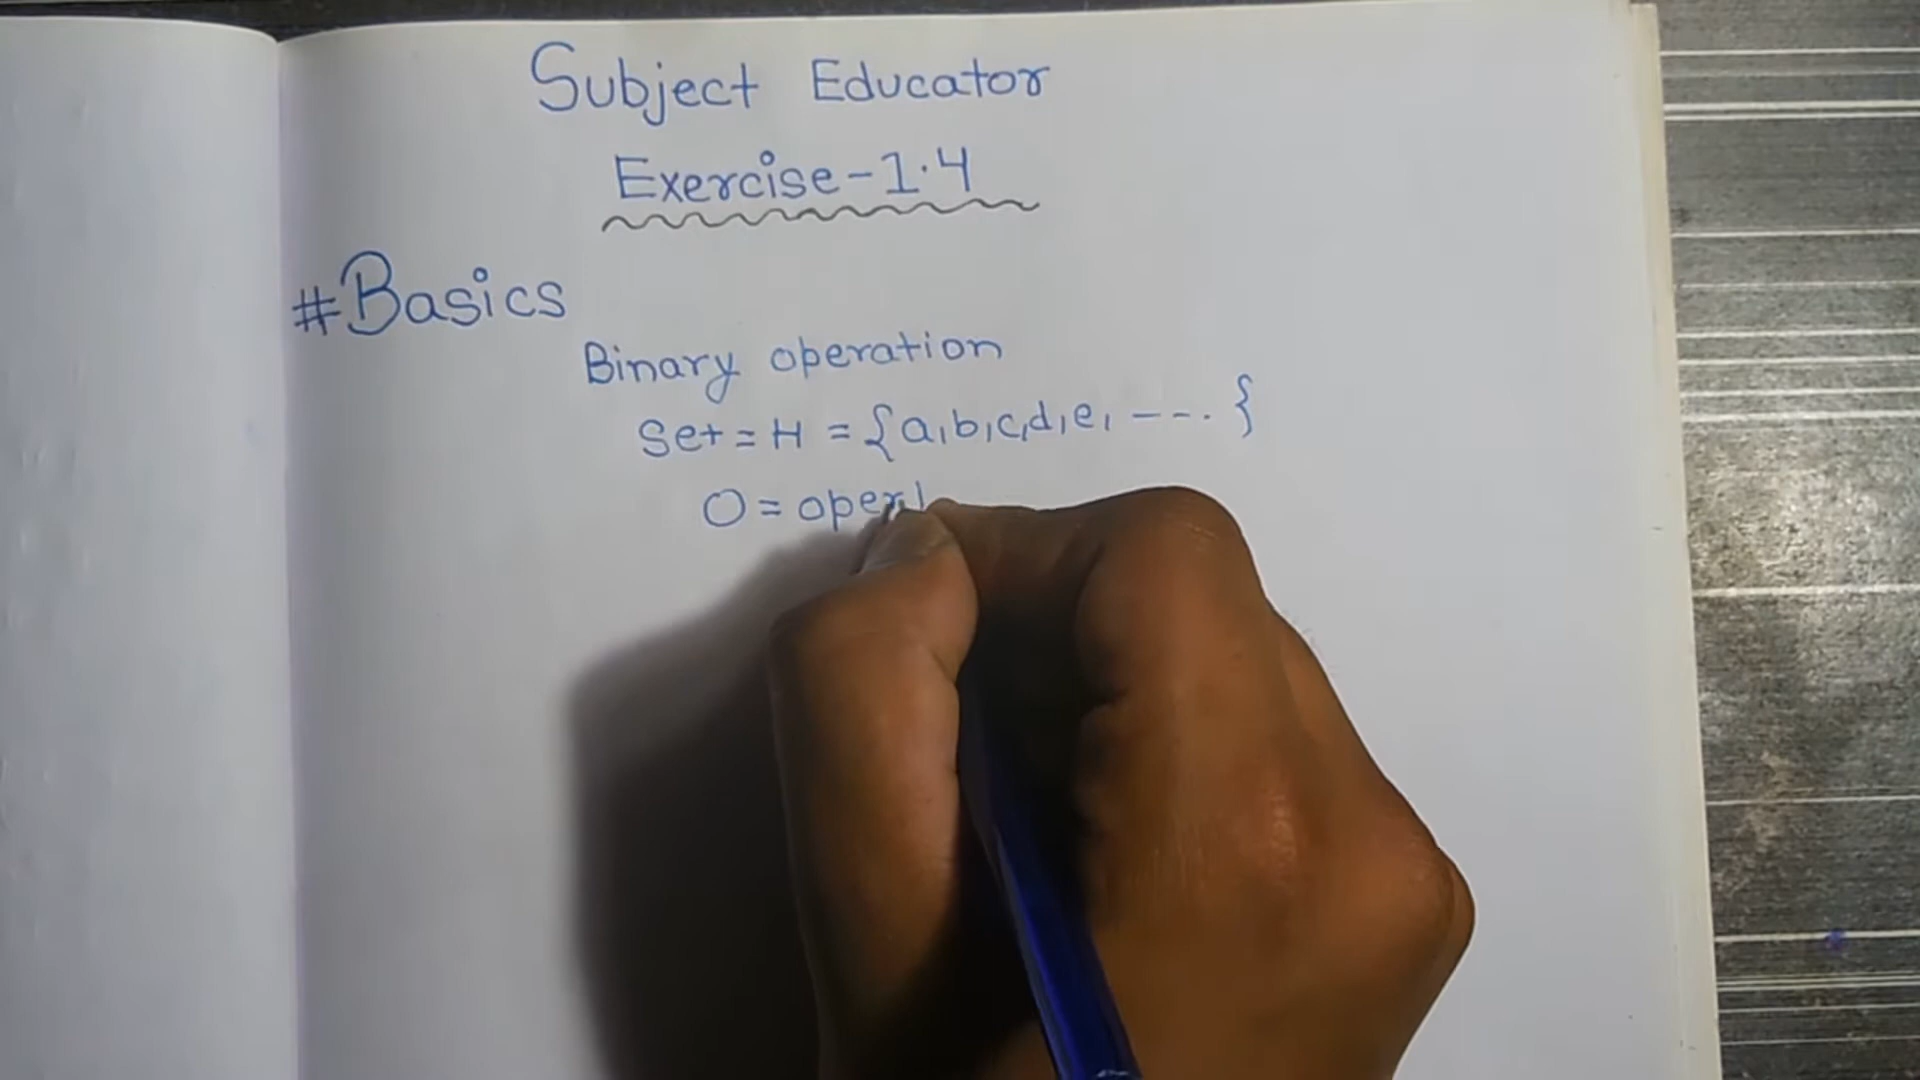 Subject Educator
Exercise-1.4
#Basics
Binary operation
Set = H = {a,b,c,d,e, ---. }
O = oper